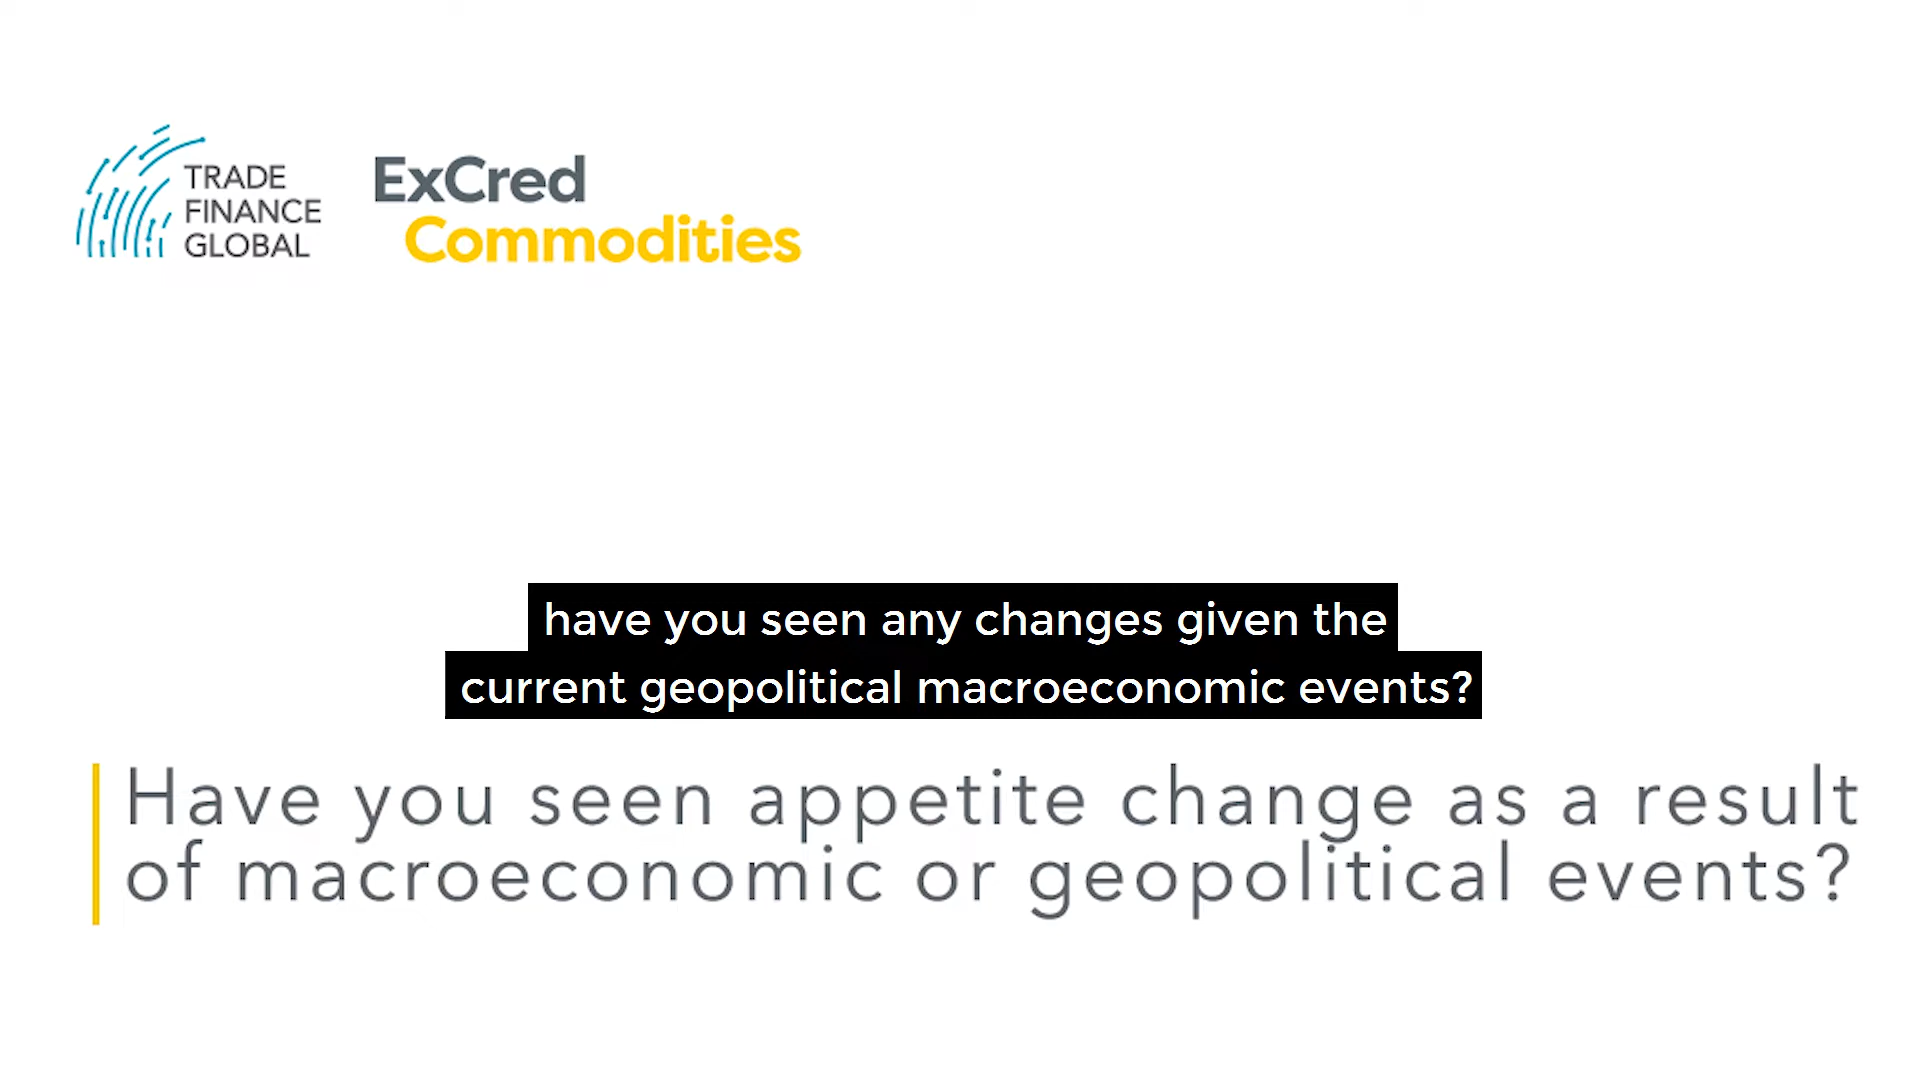 TRADE
FINANCE
GLOBAL
ExCred
Commodities
have you seen any changes given the
current geopolitical macroeconomic events?
Have you seen appetite change as a result
of macroeconomic or geopolitical events?